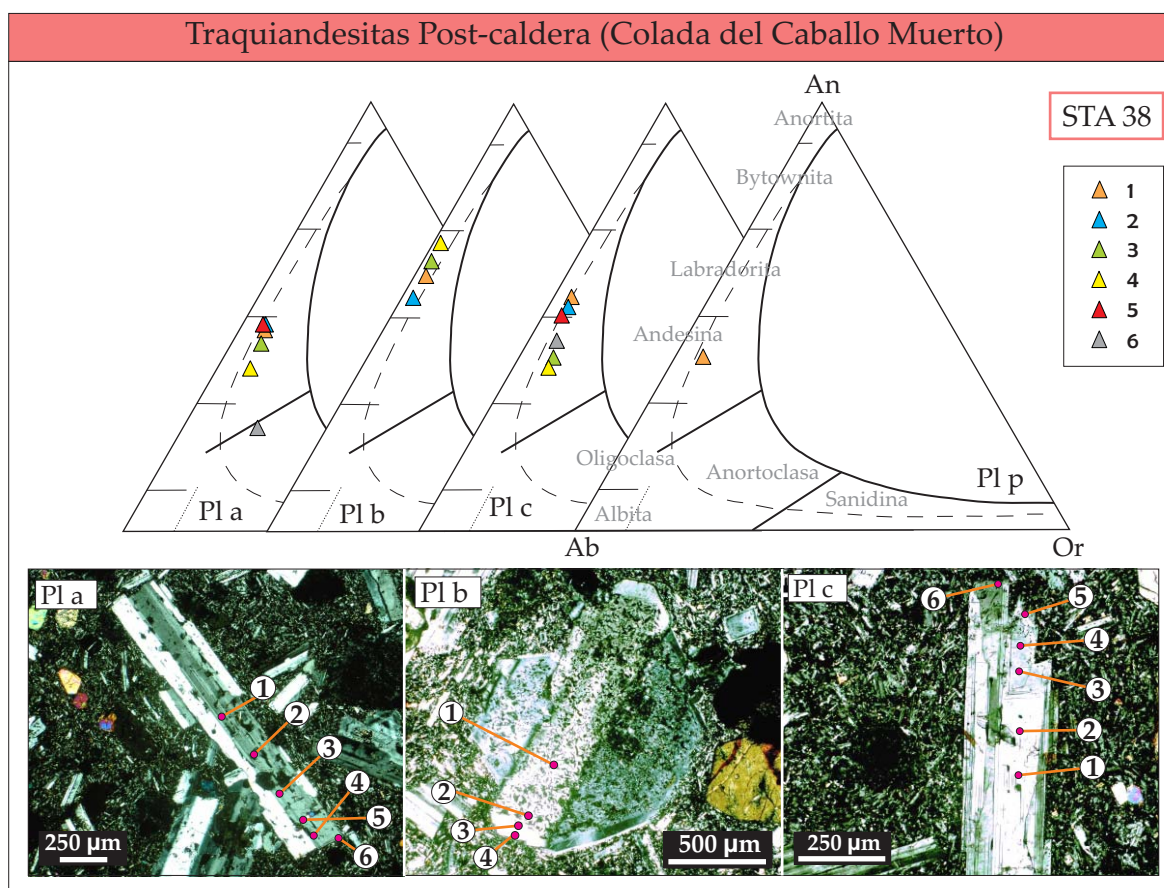 Traquiandesitas Post-caldera (Colada del Caballo Muerto)
An
Anortita
STA 38
Bytownita
1
2
3
4
5
6
Labradorita
Andesina
Oligoclasa
Anortoclasa
Sanidina
Albita
Pl a
Pl b
Pl c
Pl p
Ab
Or
Pl a
1
2
3
4
5
6
250 µm
Pl b
1
2
3
4
500 µm
Pl c
6
5
4
3
2
1
250 µm